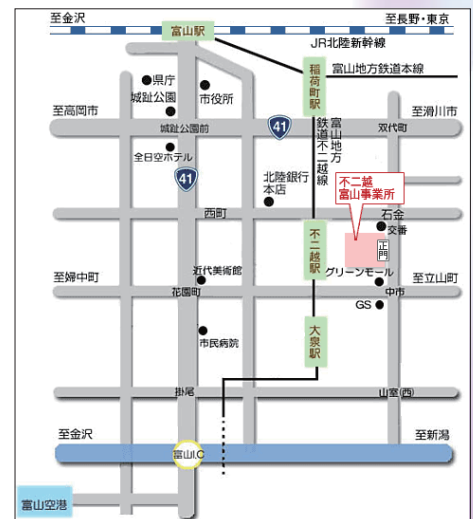 至金沢
富山駅
至長野・東京
JR北陸新幹線
県庁
市役所
稲荷町駅
富山地方鉄道本線
城趾公園
至高岡市
城趾公園前
41
双代町
至滑川市
全日空ホテル
41
富山地方
鉄道不二越線
北陸銀行
本店
不二越
富山事業所
西町
石金
交番
不二越駅
正門
近代美術館
グリーンモール
至婦中町
花園町
中市
至立山町
GS
市民病院
大泉駅
掛尾
山室(西)
至金沢
富山I.C
至新潟
富山空港